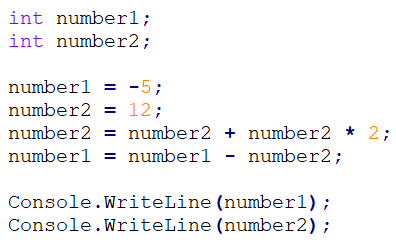 int number1;
int number2;
number1 = -5;
number2 = 12;
number2 = number2 + number2 * 2;
number1 = number1 - number2;
Console.WriteLine(number1);
Console.WriteLine(number2);